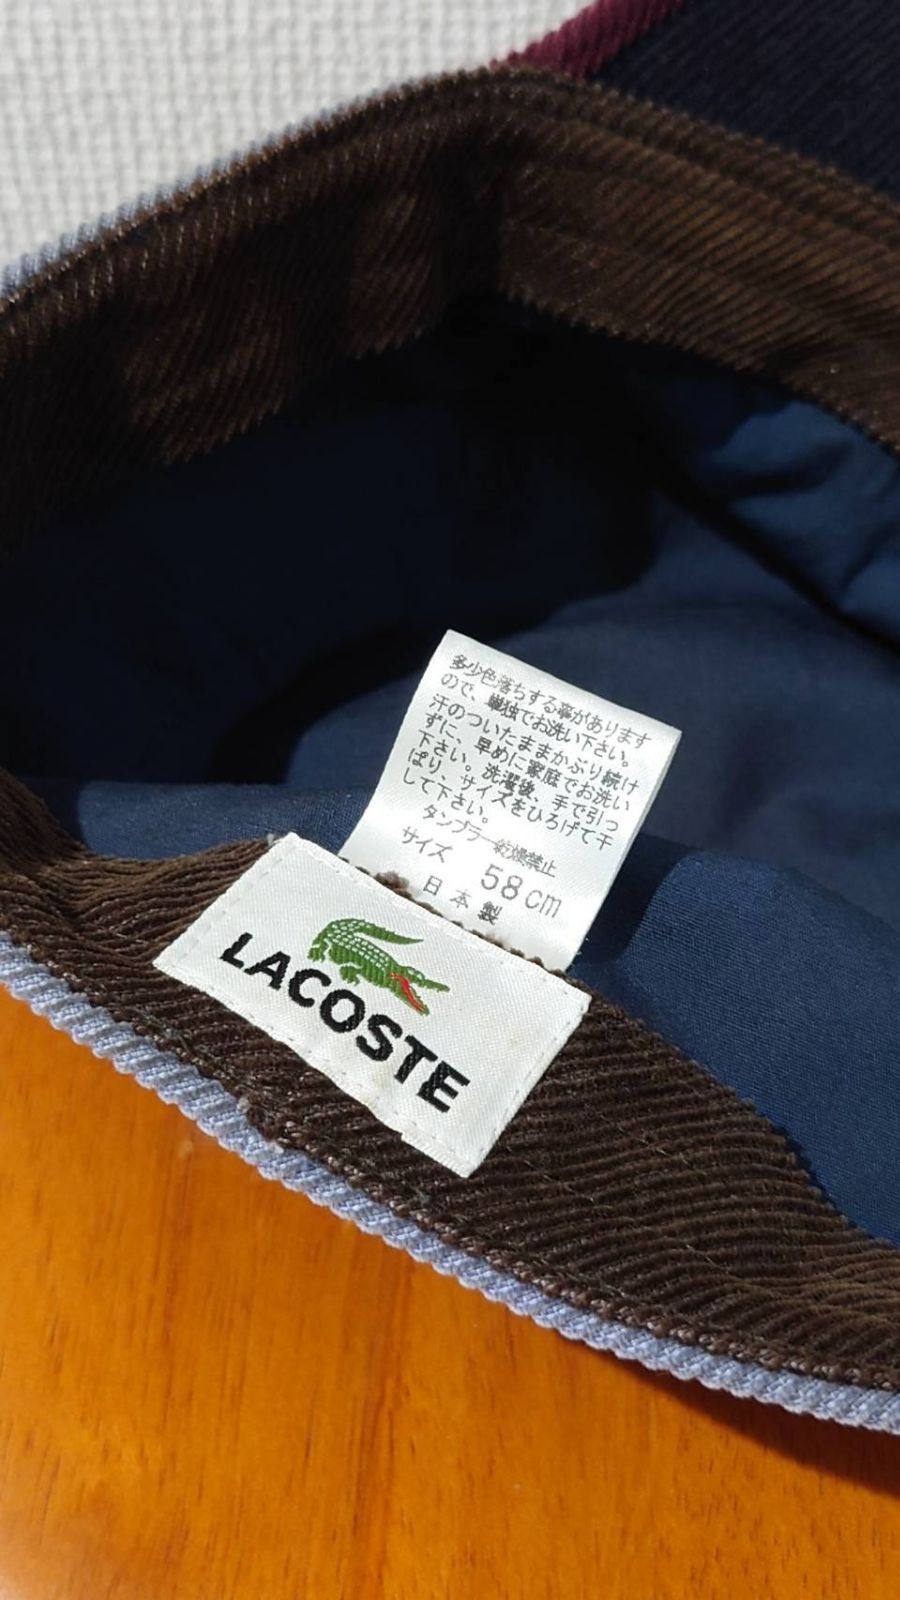 多少色落ちする事があります
ので、単独でお洗い下さい。
汗のついたままかぶり続け
ずに、早めに家庭でお洗い
下さい。洗濯後、手で引っ
ぱり、サイズをひろげて干
して下さい。
タンブラー乾燥禁止
サイズ 58cm
日本製
LACOSTE